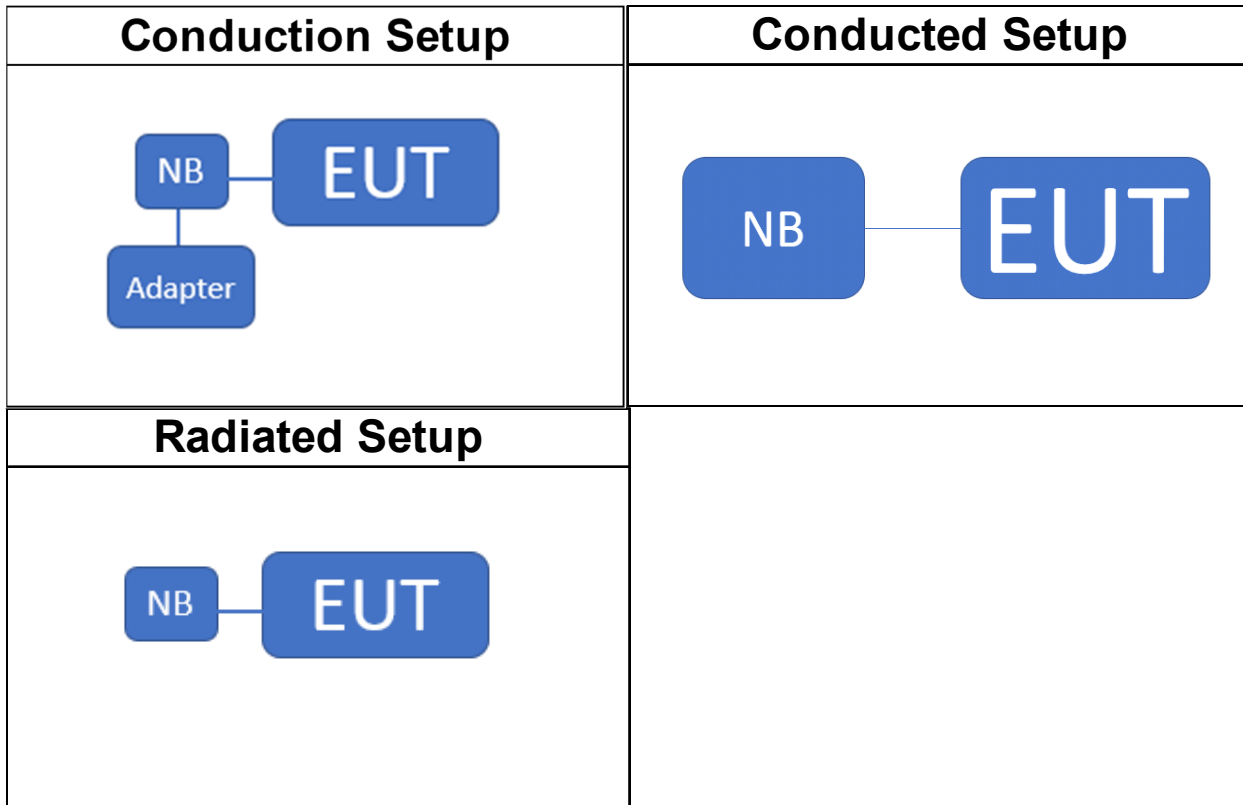 Conduction Setup
NB
EUT
Adapter
Conducted Setup
NB
EUT
Radiated Setup
NB
EUT